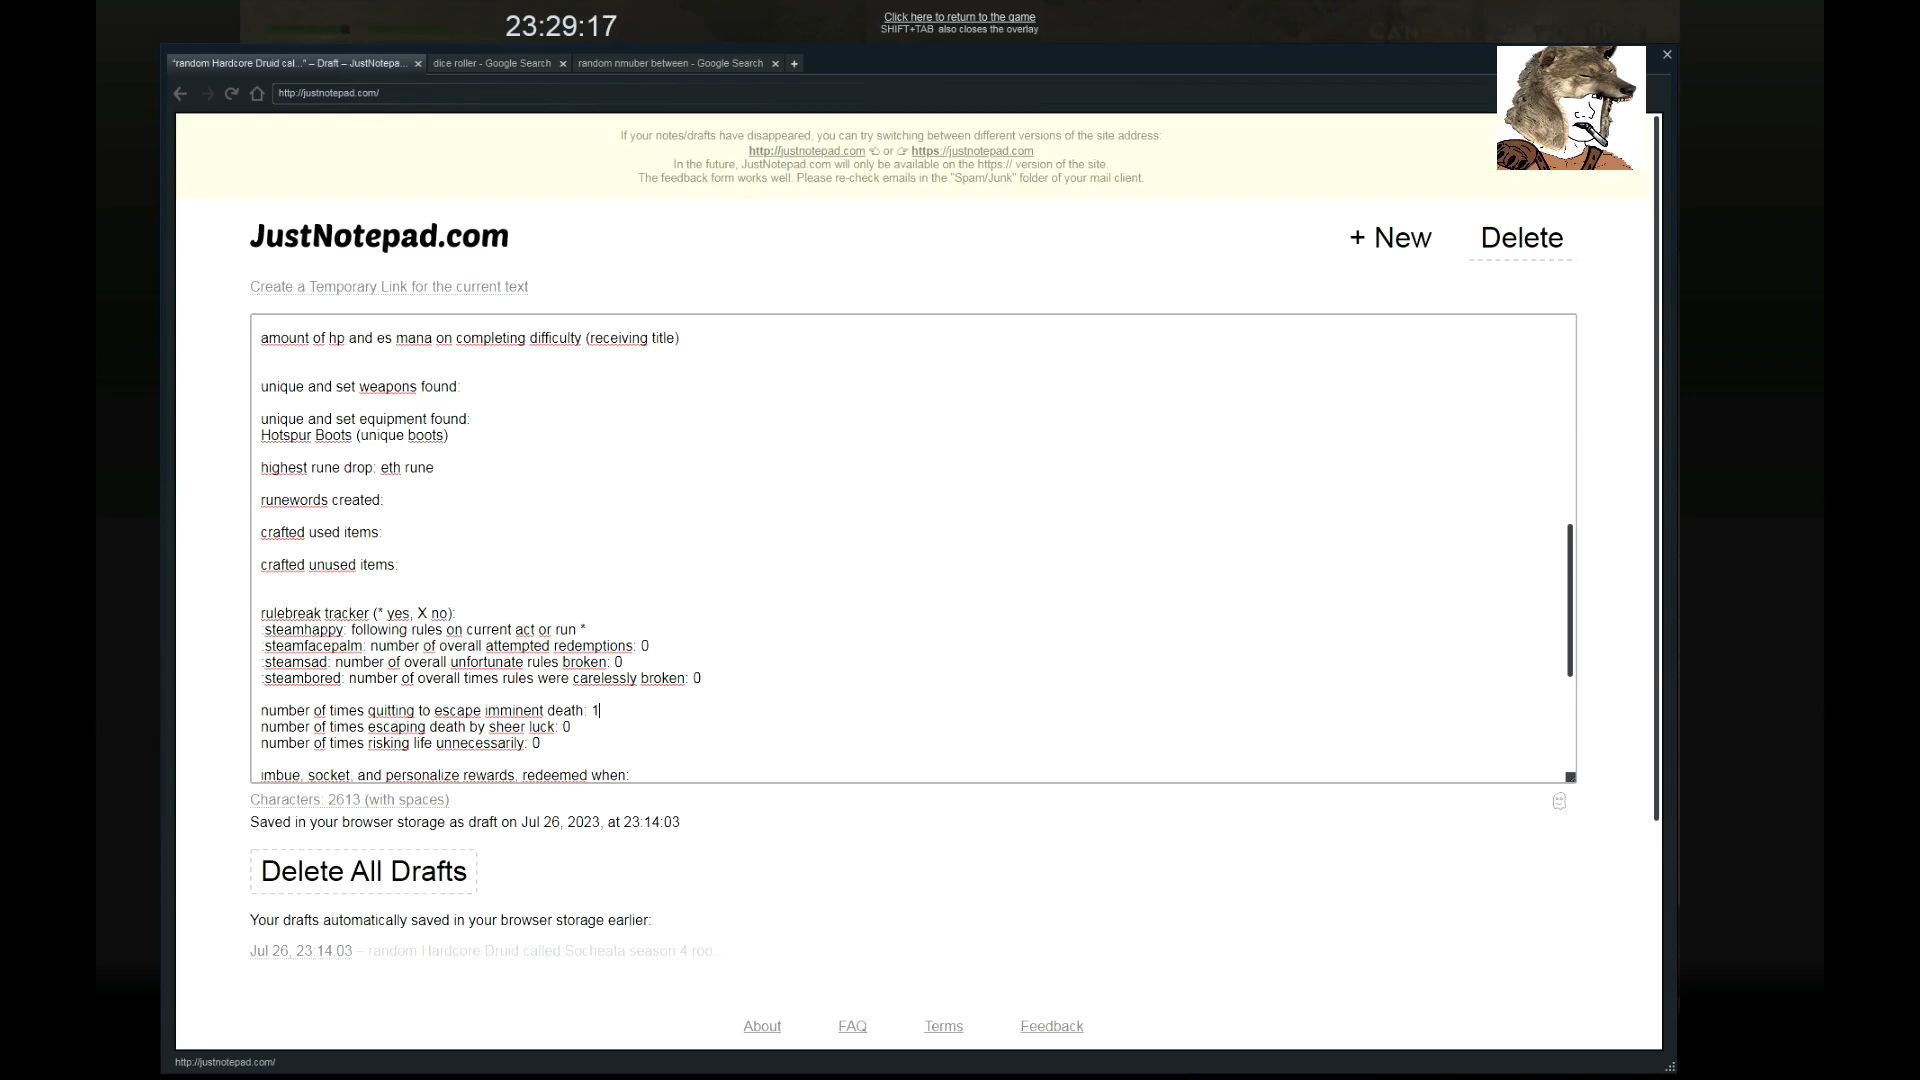 23:29:17
Click here to return to the game
SHIFT+TAB also closes the overlay
"random Hardcore Druid cal..." – Draft – JustNotepa...
dice roller - Google Search
random nmuber between - Google Search
http://justnotepad.com/
If your notes/drafts have disappeared, you can try switching between different versions of the site address:
http://justnotepad.com or https://justnotepad.com
In the future, JustNotepad.com will only be available on the https:// version of the site.
The feedback form works well. Please re-check emails in the "Spam/Junk" folder of your mail client.
JustNotepad.com
+ New
Delete
Create a Temporary Link for the current text
amount of hp and es mana on completing difficulty (receiving title)
unique and set weapons found:
unique and set equipment found:
Hotspur Boots (unique boots)
highest rune drop: eth rune
runewords created:
crafted used items:
crafted unused items:
rulebreak tracker (* yes, X no):
:steamhappy: following rules on current act or run *
:steamfacepalm: number of overall attempted redemptions: 0
:steamsad: number of overall unfortunate rules broken: 0
:steambored: number of overall times rules were carelessly broken: 0
number of times quitting to escape imminent death: 1
number of times escaping death by sheer luck: 0
number of times risking life unnecessarily: 0
imbue, socket, and personalize rewards, redeemed when:
Characters: 2613 (with spaces)
Saved in your browser storage as draft on Jul 26, 2023, at 23:14:03
Delete All Drafts
Your drafts automatically saved in your browser storage earlier:
Jul 26, 23:14:03 – random Hardcore Druid called Socheata season 4 roo...
About
FAQ
Terms
Feedback
http://justnotepad.com/